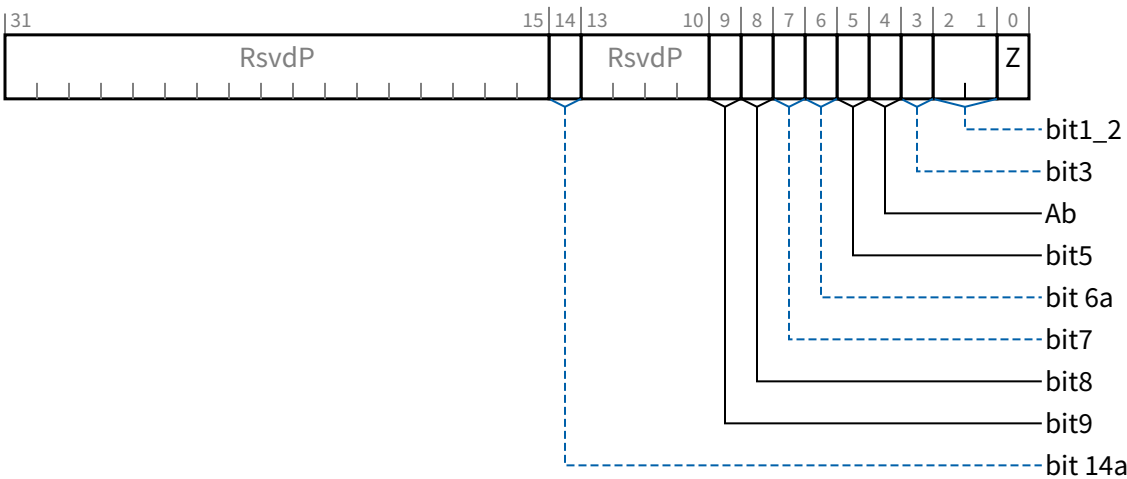 31 15 14 13 10 9 8 7 6 5 4 3 2 1 0
RsvdP RsvdP Z
bit1_2
bit3
Ab
bit5
bit 6a
bit7
bit8
bit9
bit 14a